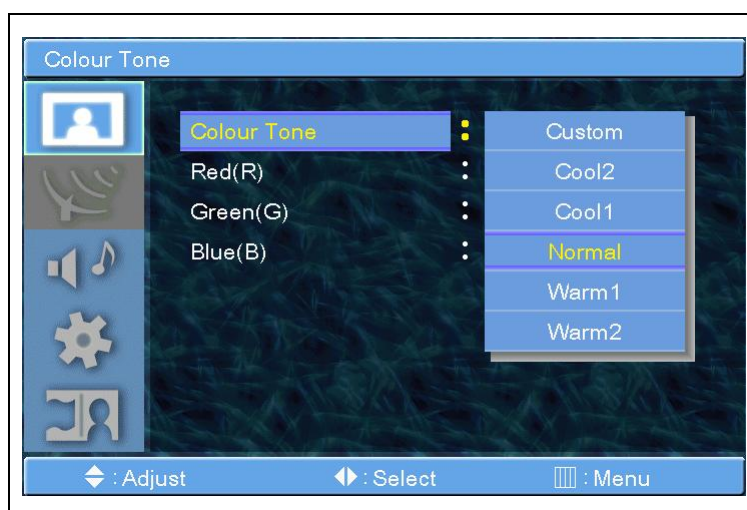 Colour Tone
Colour Tone : Custom
Red(R) : Cool2
Green(G) : Cool1
Blue(B) : Normal
Warm1
Warm2
: Adjust : Select : Menu